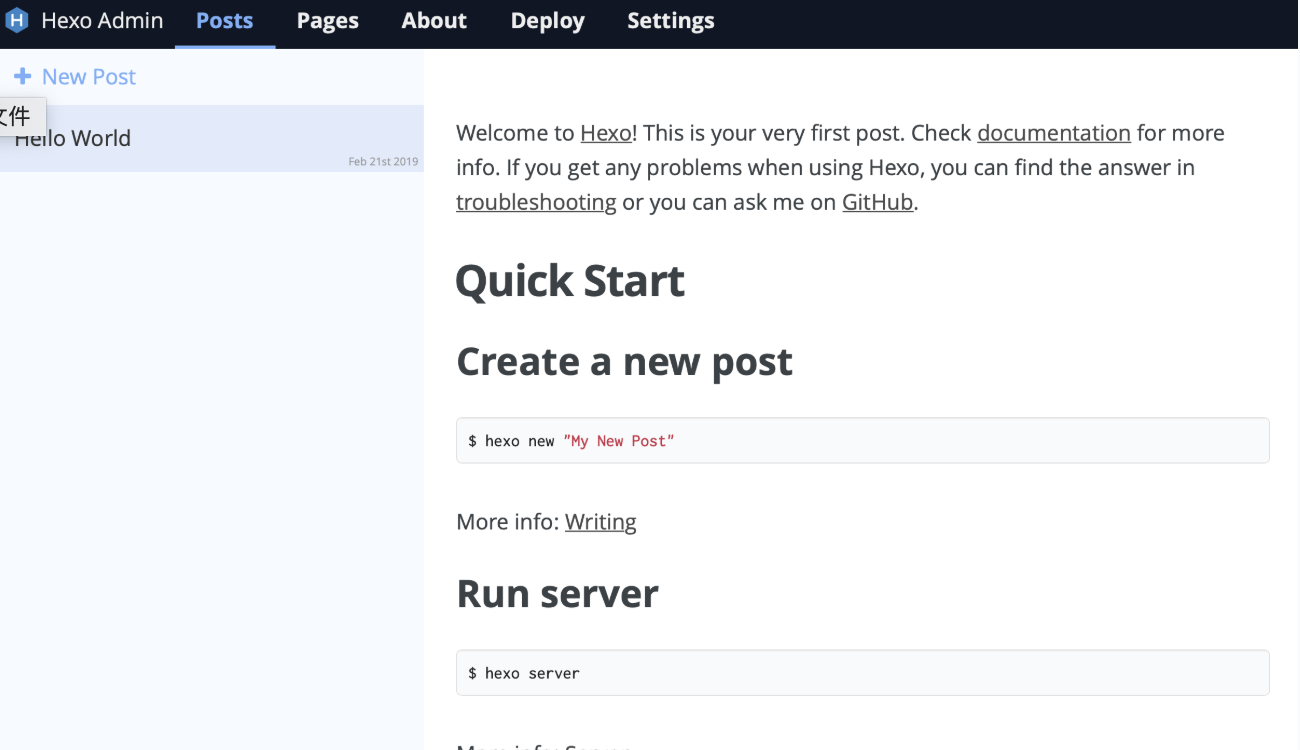 Hexo Admin Posts Pages About Deploy Settings
New Post
文件
Hello World
Feb 21st 2019
Welcome to Hexo! This is your very first post. Check documentation for more
info. If you get any problems when using Hexo, you can find the answer in
troubleshooting or you can ask me on GitHub.
Quick Start
Create a new post
$ hexo new "My New Post"
More info: Writing
Run server
$ hexo server
More info: Server